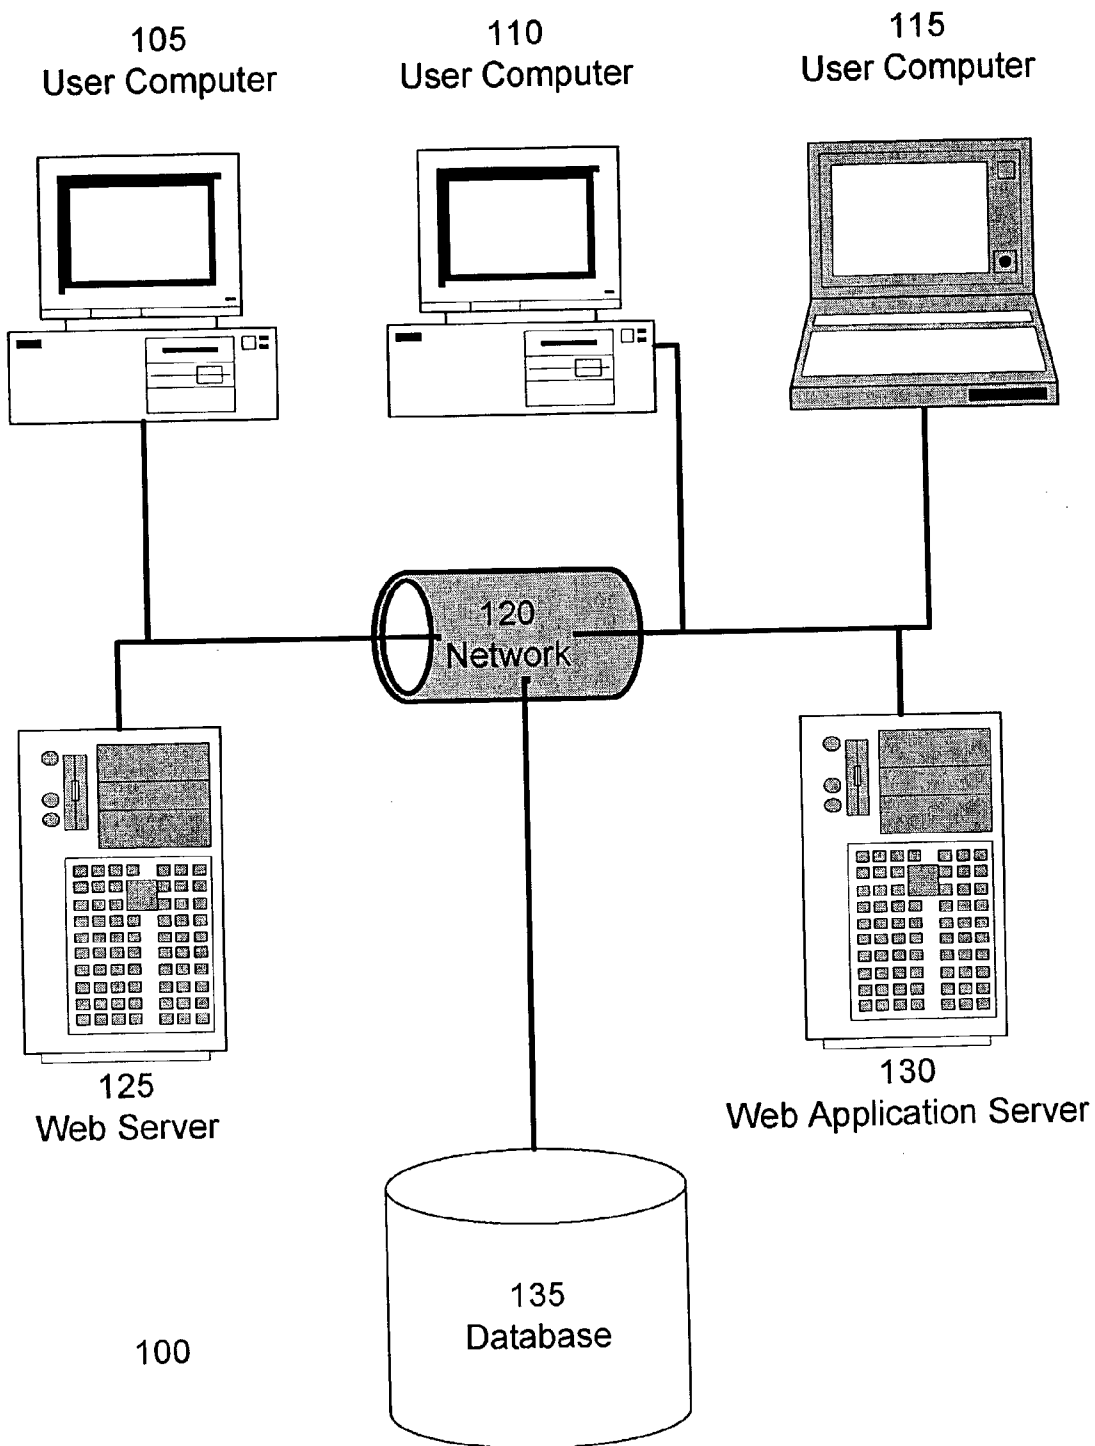 105
User Computer
110
User Computer
115
User Computer
120
Network
125
Web Server
130
Web Application Server
135
Database
100